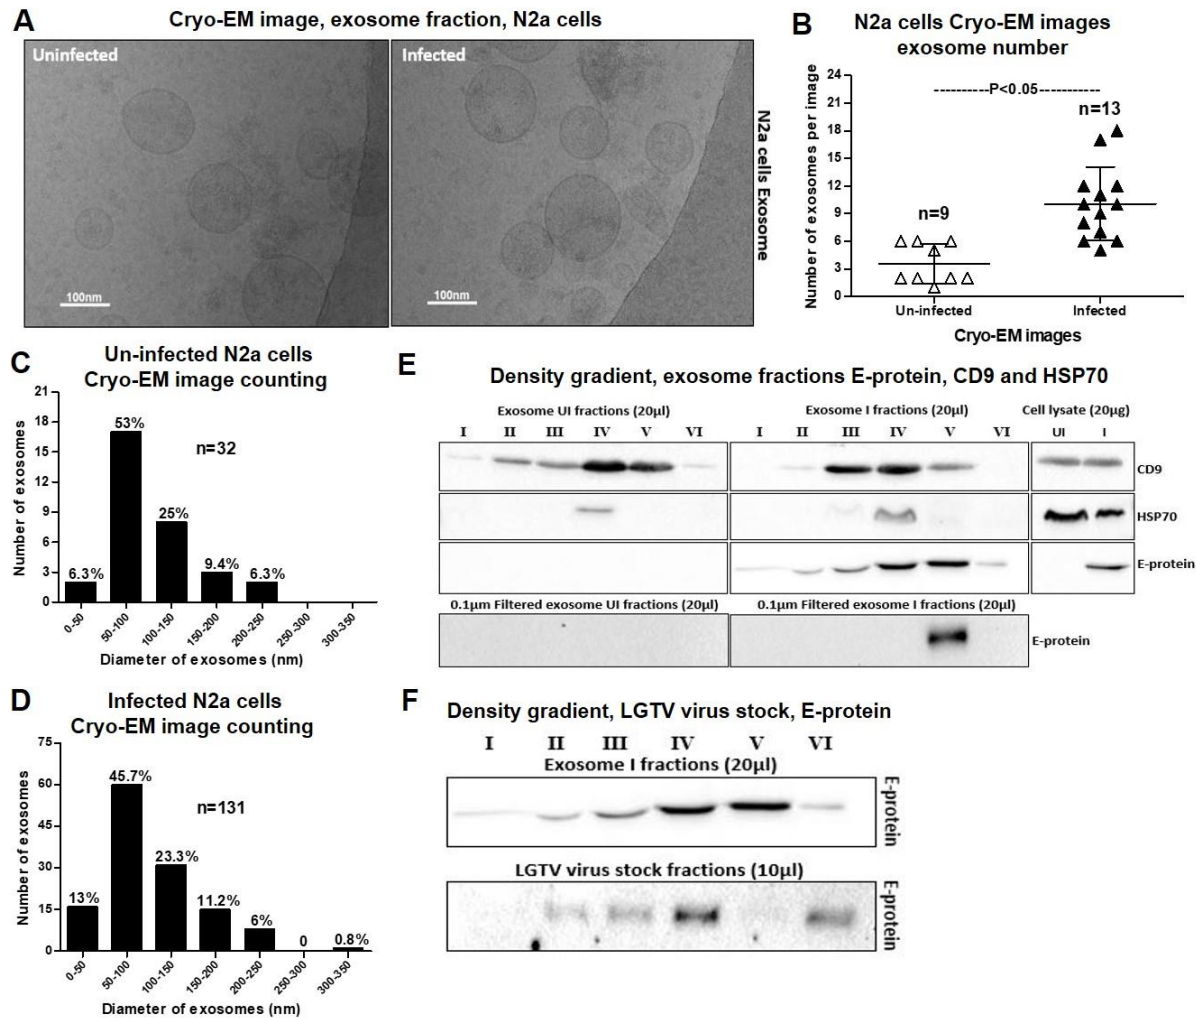 A
Cryo-EM image, exosome fraction, N2a cells
Uninfected
100nm
Infected
100nm
N2a cells Exosome
B
N2a cells Cryo-EM images
exosome number
Number of exosomes per image
24
21
18
15
12
9
6
3
0
P<0.05
n=9
n=13
Un-infected
Infected
Cryo-EM images
C
Un-infected N2a cells
Cryo-EM image counting
Number of exosomes
21
18
15
12
9
6
3
0
n=32
6.3%
53%
25%
9.4%
6.3%
0-50
50-100
100-150
150-200
200-250
250-300
300-350
Diameter of exosomes (nm)
D
Infected N2a cells
Cryo-EM image counting
Number of exosomes
75
60
45
30
15
0
n=131
13%
45.7%
23.3%
11.2%
6%
0
0.8%
0-50
50-100
100-150
150-200
200-250
250-300
300-350
Diameter of exosomes (nm)
E
Density gradient, exosome fractions E-protein, CD9 and HSP70
Exosome UI fractions (20µl)
I II III IV V VI
Exosome I fractions (20µl)
I II III IV V VI
Cell lysate (20µg)
UI I
CD9
HSP70
E-protein
0.1µm Filtered exosome UI fractions (20µl)
0.1µm Filtered exosome I fractions (20µl)
E-protein
F
Density gradient, LGTV virus stock, E-protein
I II III IV V VI
Exosome I fractions (20µl)
E-protein
LGTV virus stock fractions (10µl)
E-protein